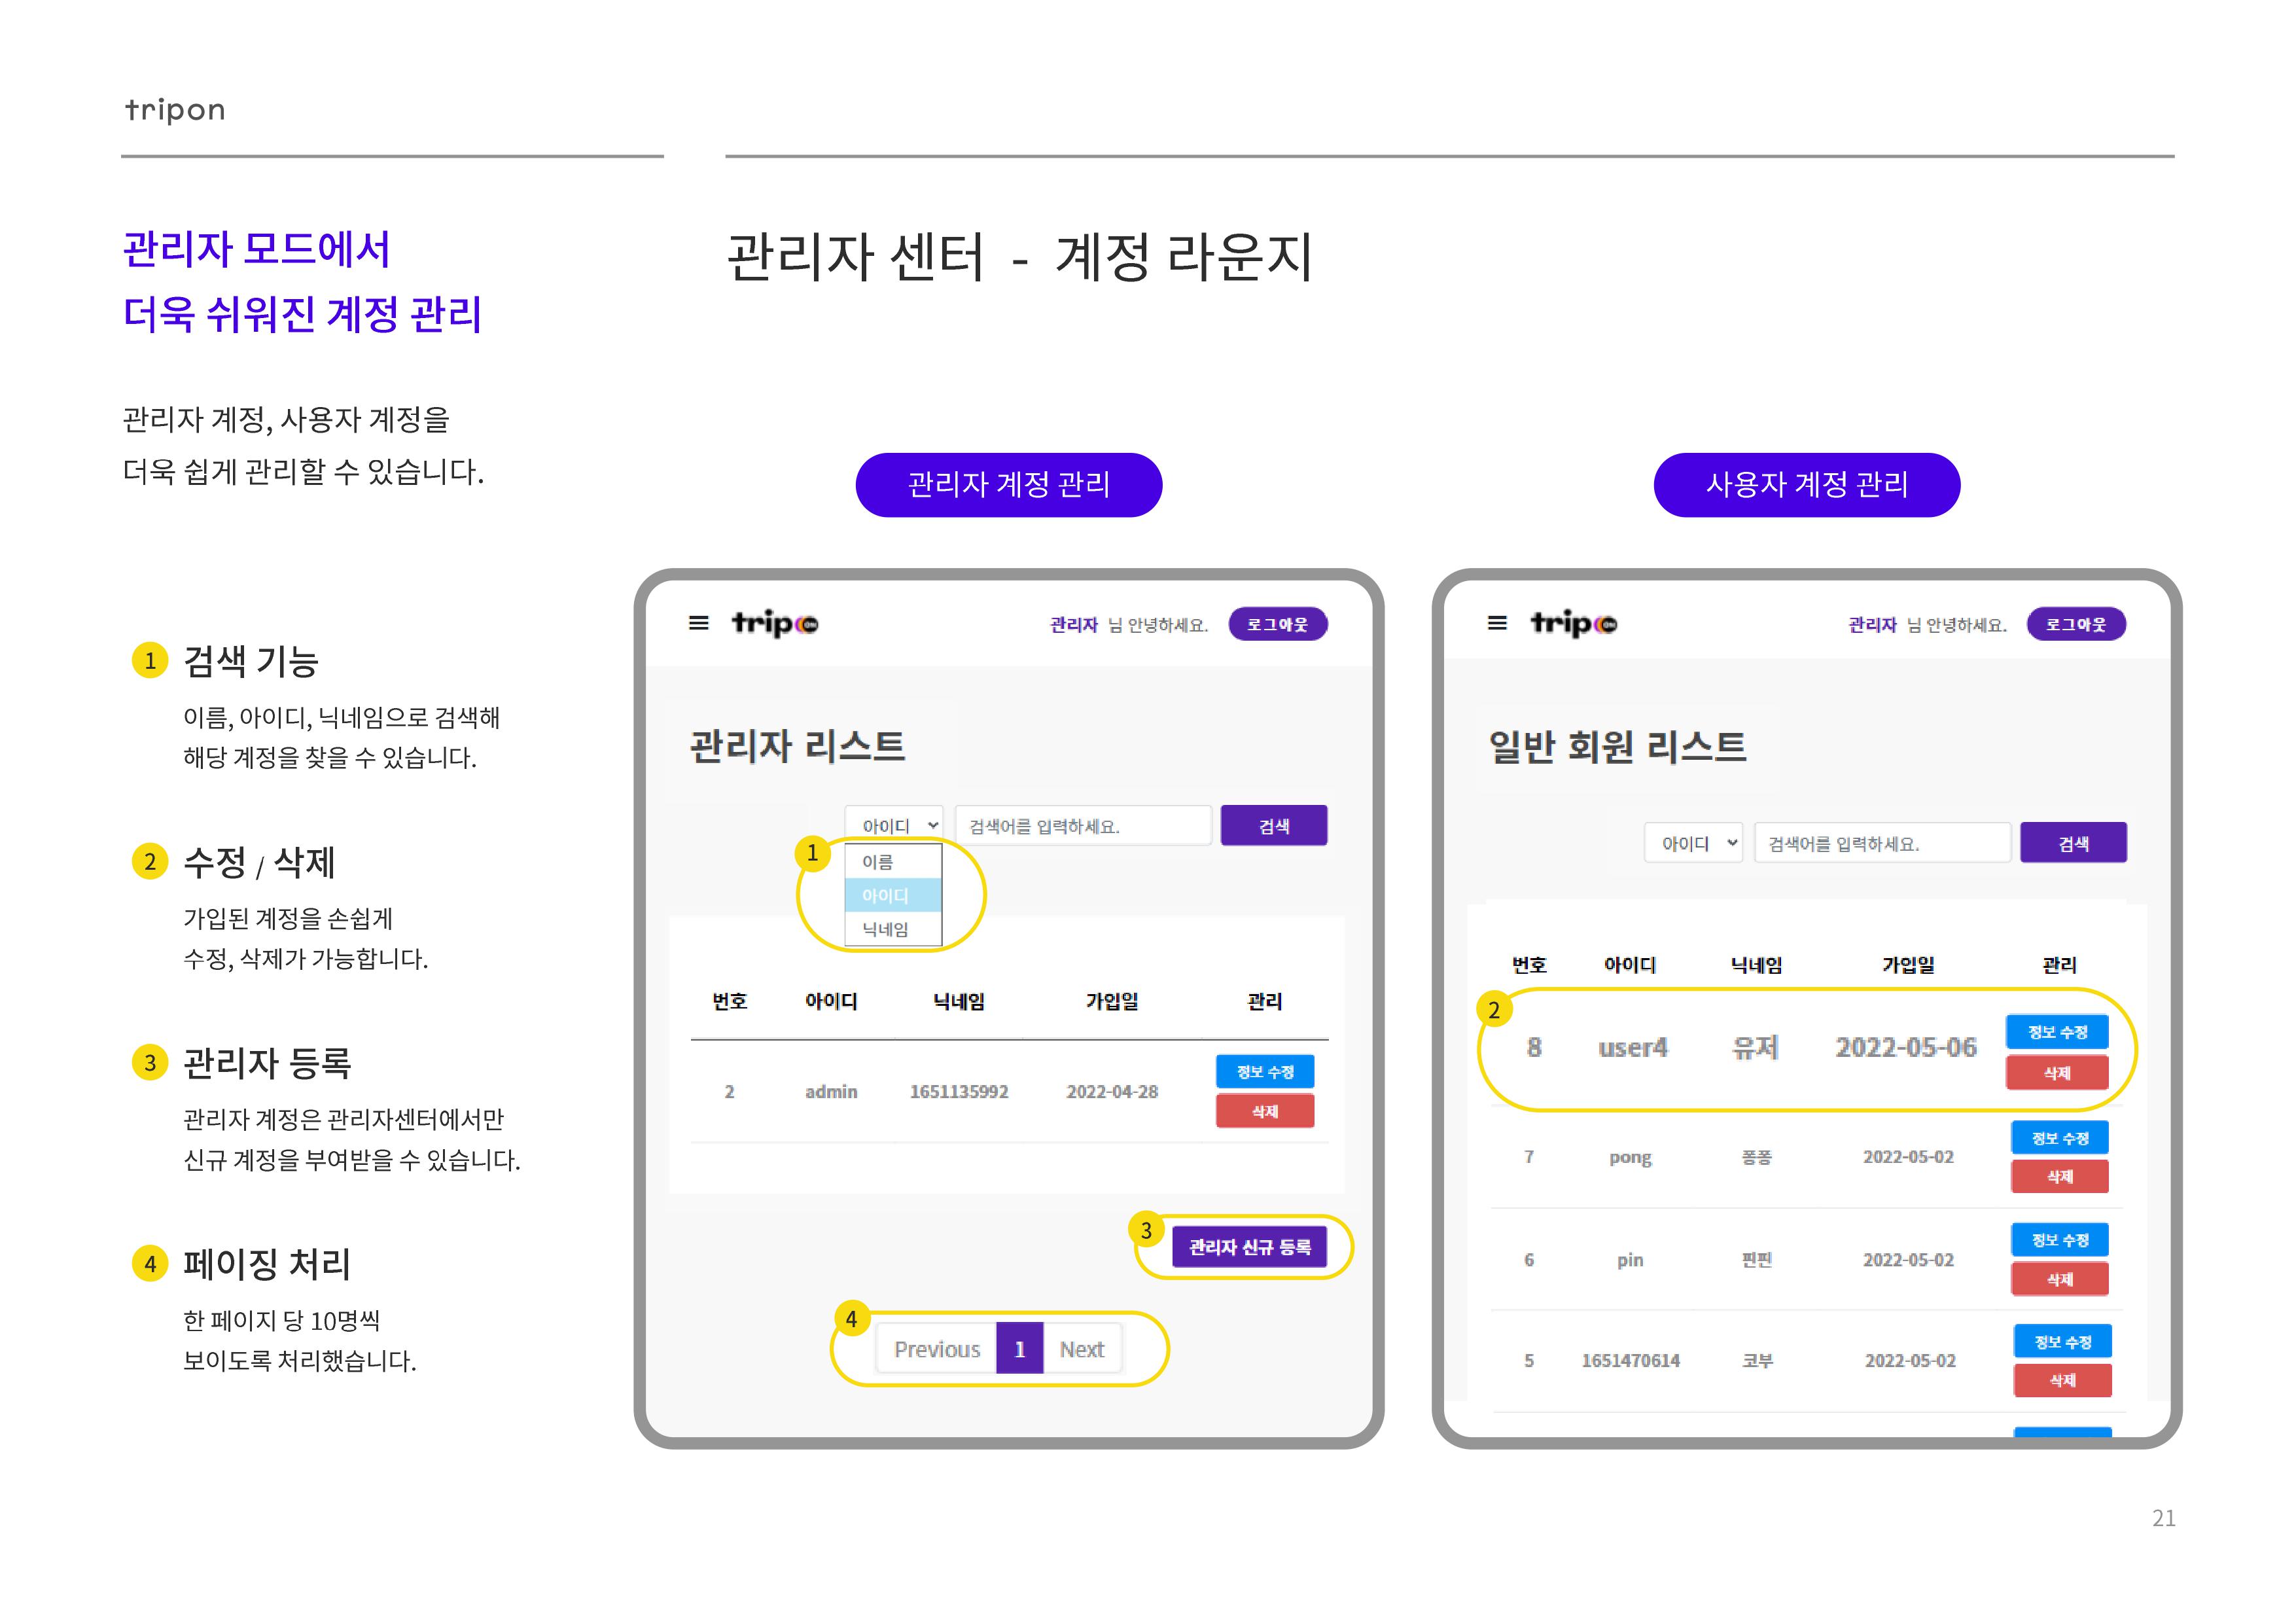 tripon
관리자 모드에서
더욱 쉬워진 계정 관리
관리자 계정, 사용자 계정을
더욱 쉽게 관리할 수 있습니다.
1 검색 기능
이름, 아이디, 닉네임으로 검색해
해당 계정을 찾을 수 있습니다.
2 수정 / 삭제
가입된 계정을 손쉽게
수정, 삭제가 가능합니다.
3 관리자 등록
관리자 계정은 관리자센터에서만
신규 계정을 부여받을 수 있습니다.
4 페이징 처리
한 페이지 당 10명씩
보이도록 처리했습니다.
관리자 센터 - 계정 라운지
관리자 계정 관리
trip on 관리자 님 안녕하세요. 로그아웃
관리자 리스트
아이디 검색어를 입력하세요. 검색
1
이름
아이디
닉네임
번호 아이디 닉네임 가입일 관리
2 admin 1651135992 2022-04-28 정보 수정
삭제
3 관리자 신규 등록
4 Previous 1 Next
사용자 계정 관리
trip on 관리자 님 안녕하세요. 로그아웃
일반 회원 리스트
아이디 검색어를 입력하세요. 검색
번호 아이디 닉네임 가입일 관리
2
8 user4 유저 2022-05-06 정보 수정
삭제
7 pong 퐁퐁 2022-05-02 정보 수정
삭제
6 pin 핀핀 2022-05-02 정보 수정
삭제
5 1651470614 코부 2022-05-02 정보 수정
삭제
21